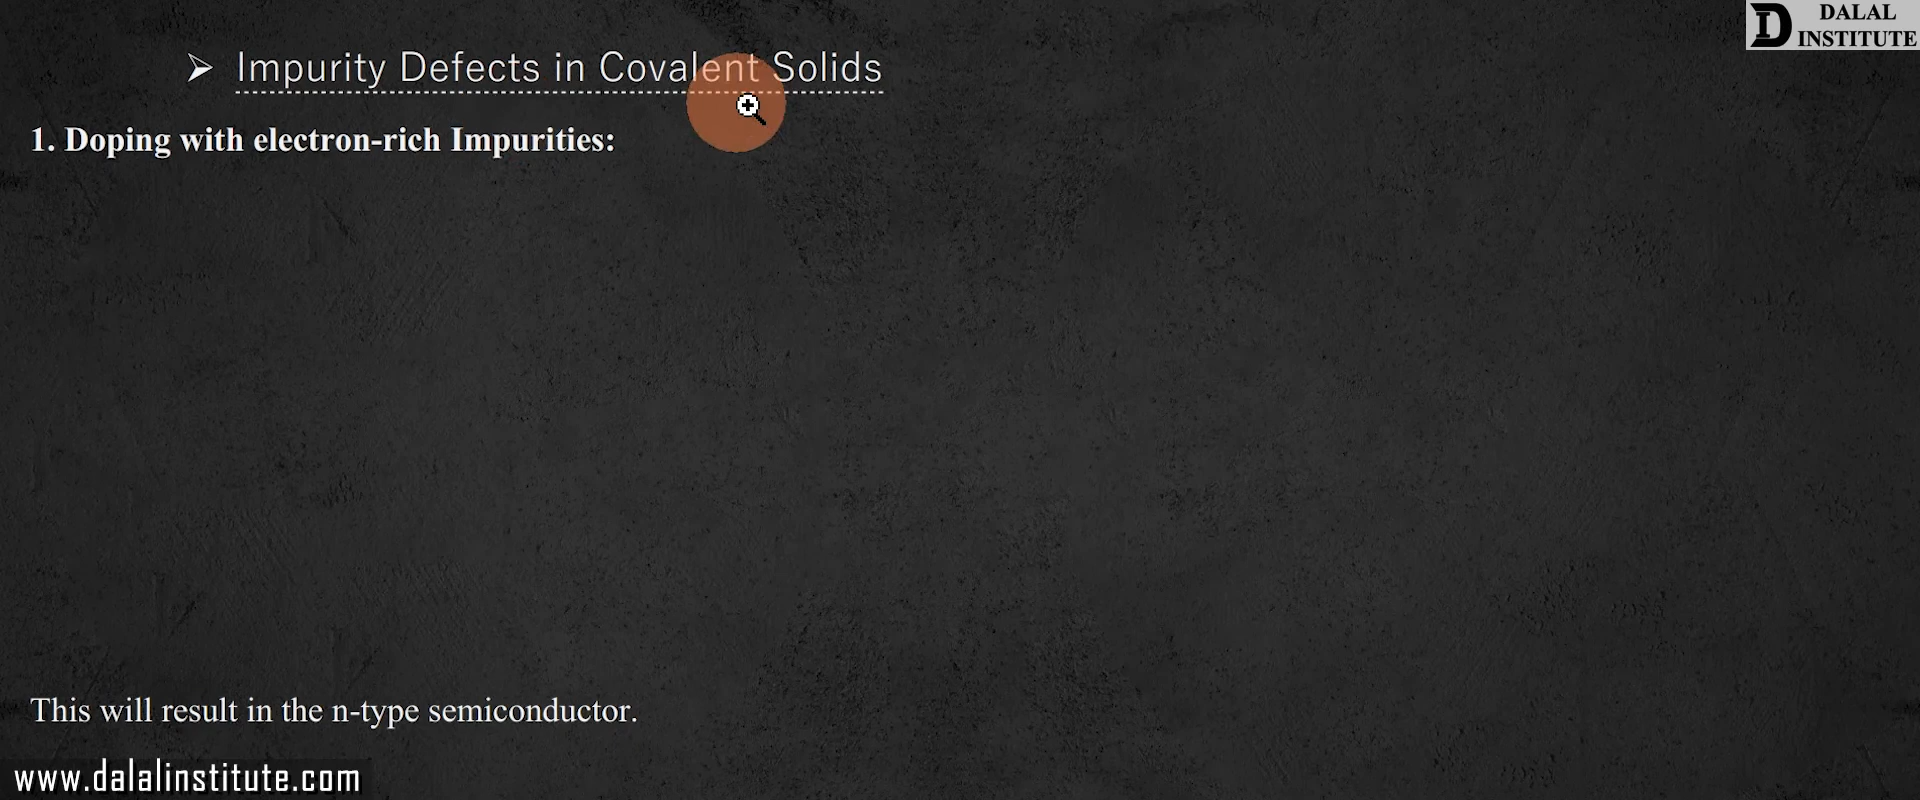 DALAL
INSTITUTE
➢ Impurity Defects in Covalent Solids
1. Doping with electron-rich Impurities:
This will result in the n-type semiconductor.
www.dalalinstitute.com